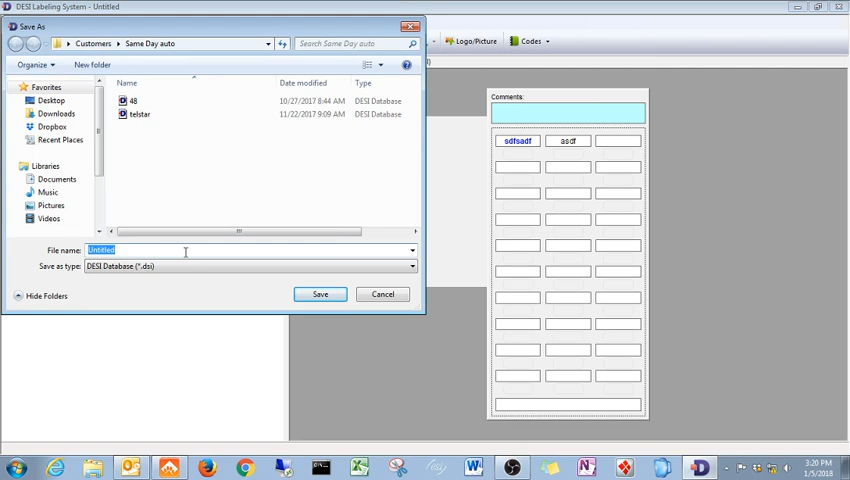 DESI Labeling System - Untitled
Save As
Customers Same Day auto
Search Same Day auto
Logo/Picture
Codes
Organize
New folder
Name
Date modified
Type
Favorites
Desktop
Downloads
Dropbox
Recent Places
Libraries
Documents
Music
Pictures
Videos
48
10/27/2017 8:44 AM
DESI Database
telstar
11/22/2017 9:09 AM
DESI Database
File name:
Untitled
Save as type:
DESI Database (*.dsi)
Hide Folders
Save
Cancel
Comments:
sdfsadf
asdf
3:20 PM
1/5/2018